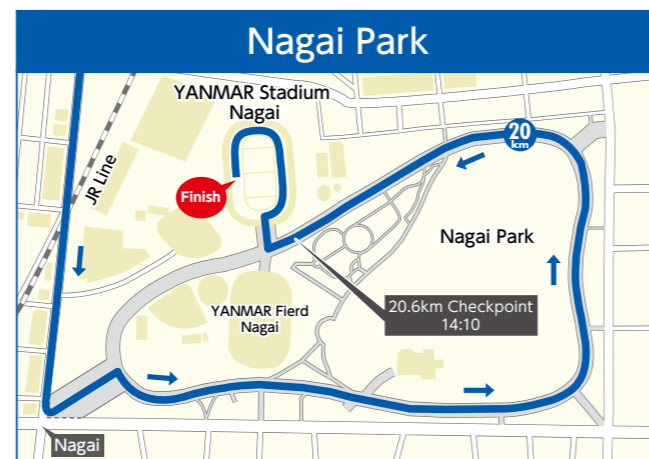 Nagai Park
YANMAR Stadium
Nagai
20
km
JR Line
Finish
Nagai Park
20.6km Checkpoint
14:10
YANMAR Fierd
Nagai
Nagai